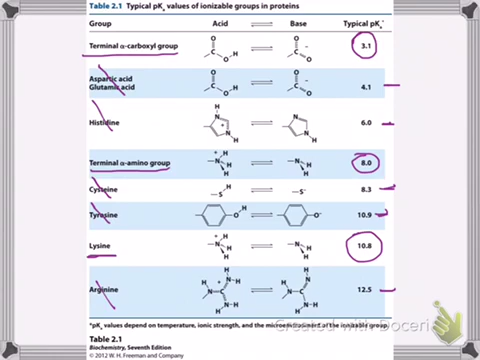 Table 2.1 Typical pKa values of ionizable groups in proteins
Group Acid Base Typical pKa*
Terminal α-carboxyl group 3.1
Aspartic acid
Glutamic acid 4.1
Histidine 6.0
Terminal α-amino group 8.0
Cysteine 8.3
Tyrosine 10.9
Lysine 10.8
Arginine 12.5
*pKa values depend on temperature, ionic strength, and the microenvironment of the ionizable group.
Table 2.1
Biochemistry, Seventh Edition
© 2012 W. H. Freeman and Company
Created with Doceri